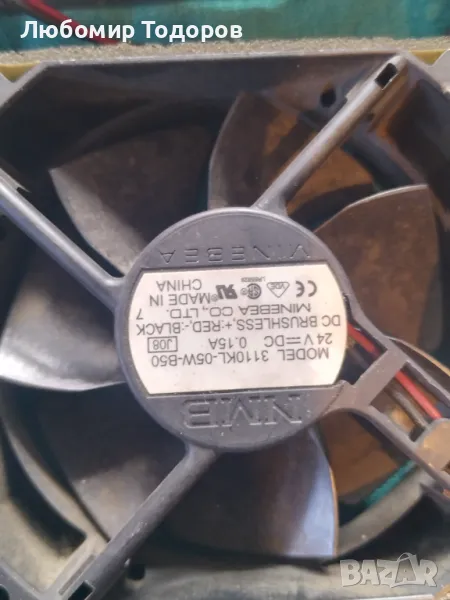 Любомир Тодоров
NMB
MODEL 3110KL-05W-B50
24V DC 0.15A J08
DC BRUSHLESS,+:RED,-:BLACK
MINEBEA CO., LTD. 7
MADE IN
CHINA
MINEBEA
BAZAR